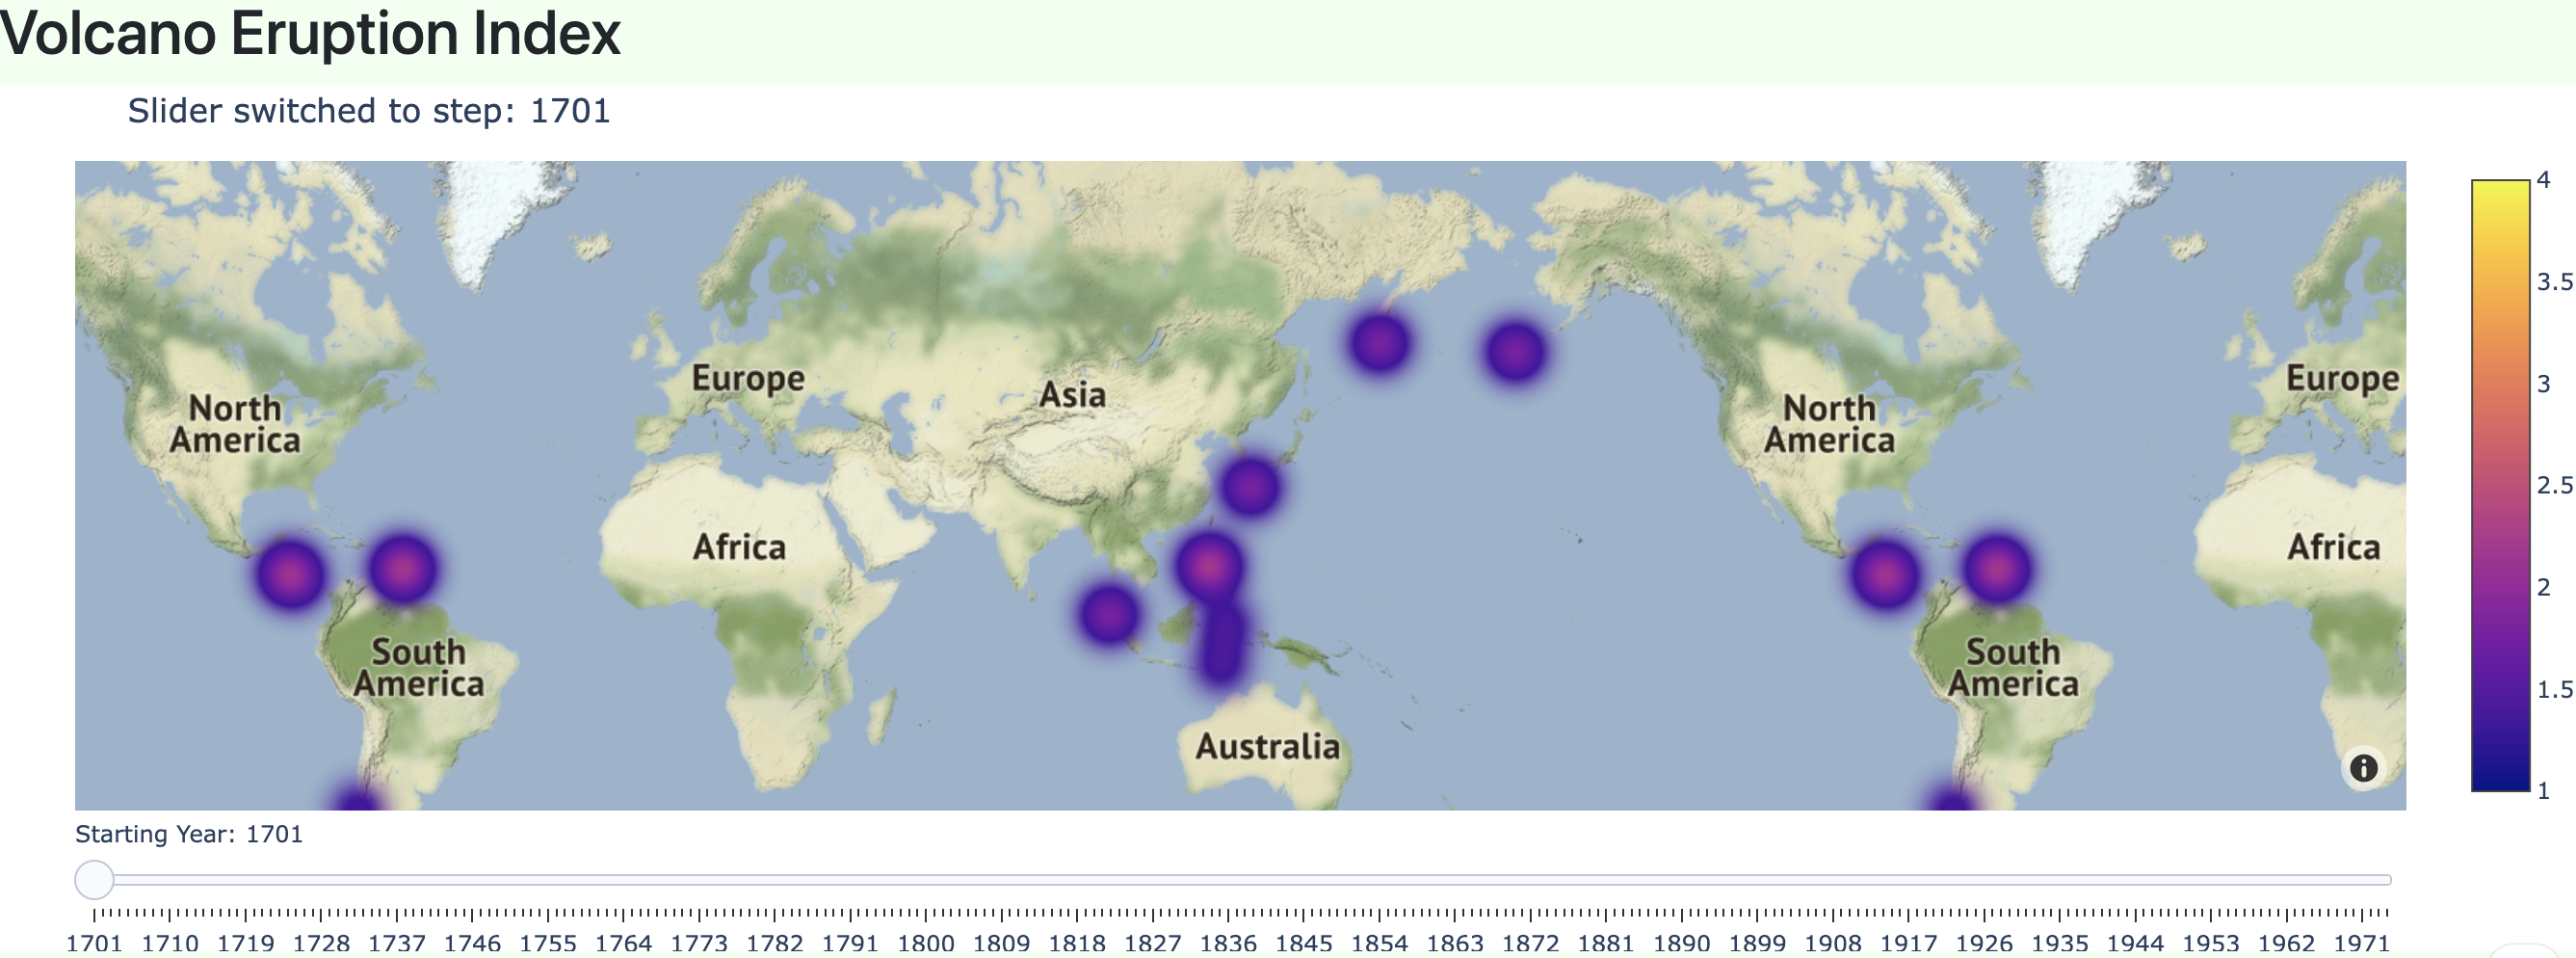 Volcano Eruption Index
Slider switched to step: 1701
4
3.5
3
2.5
2
1.5
1
North
America
Europe
Asia
North
America
Europe
Africa
Africa
South
America
South
America
Australia
Starting Year: 1701
1701 1710 1719 1728 1737 1746 1755 1764 1773 1782 1791 1800 1809 1818 1827 1836 1845 1854 1863 1872 1881 1890 1899 1908 1917 1926 1935 1944 1953 1962 1971